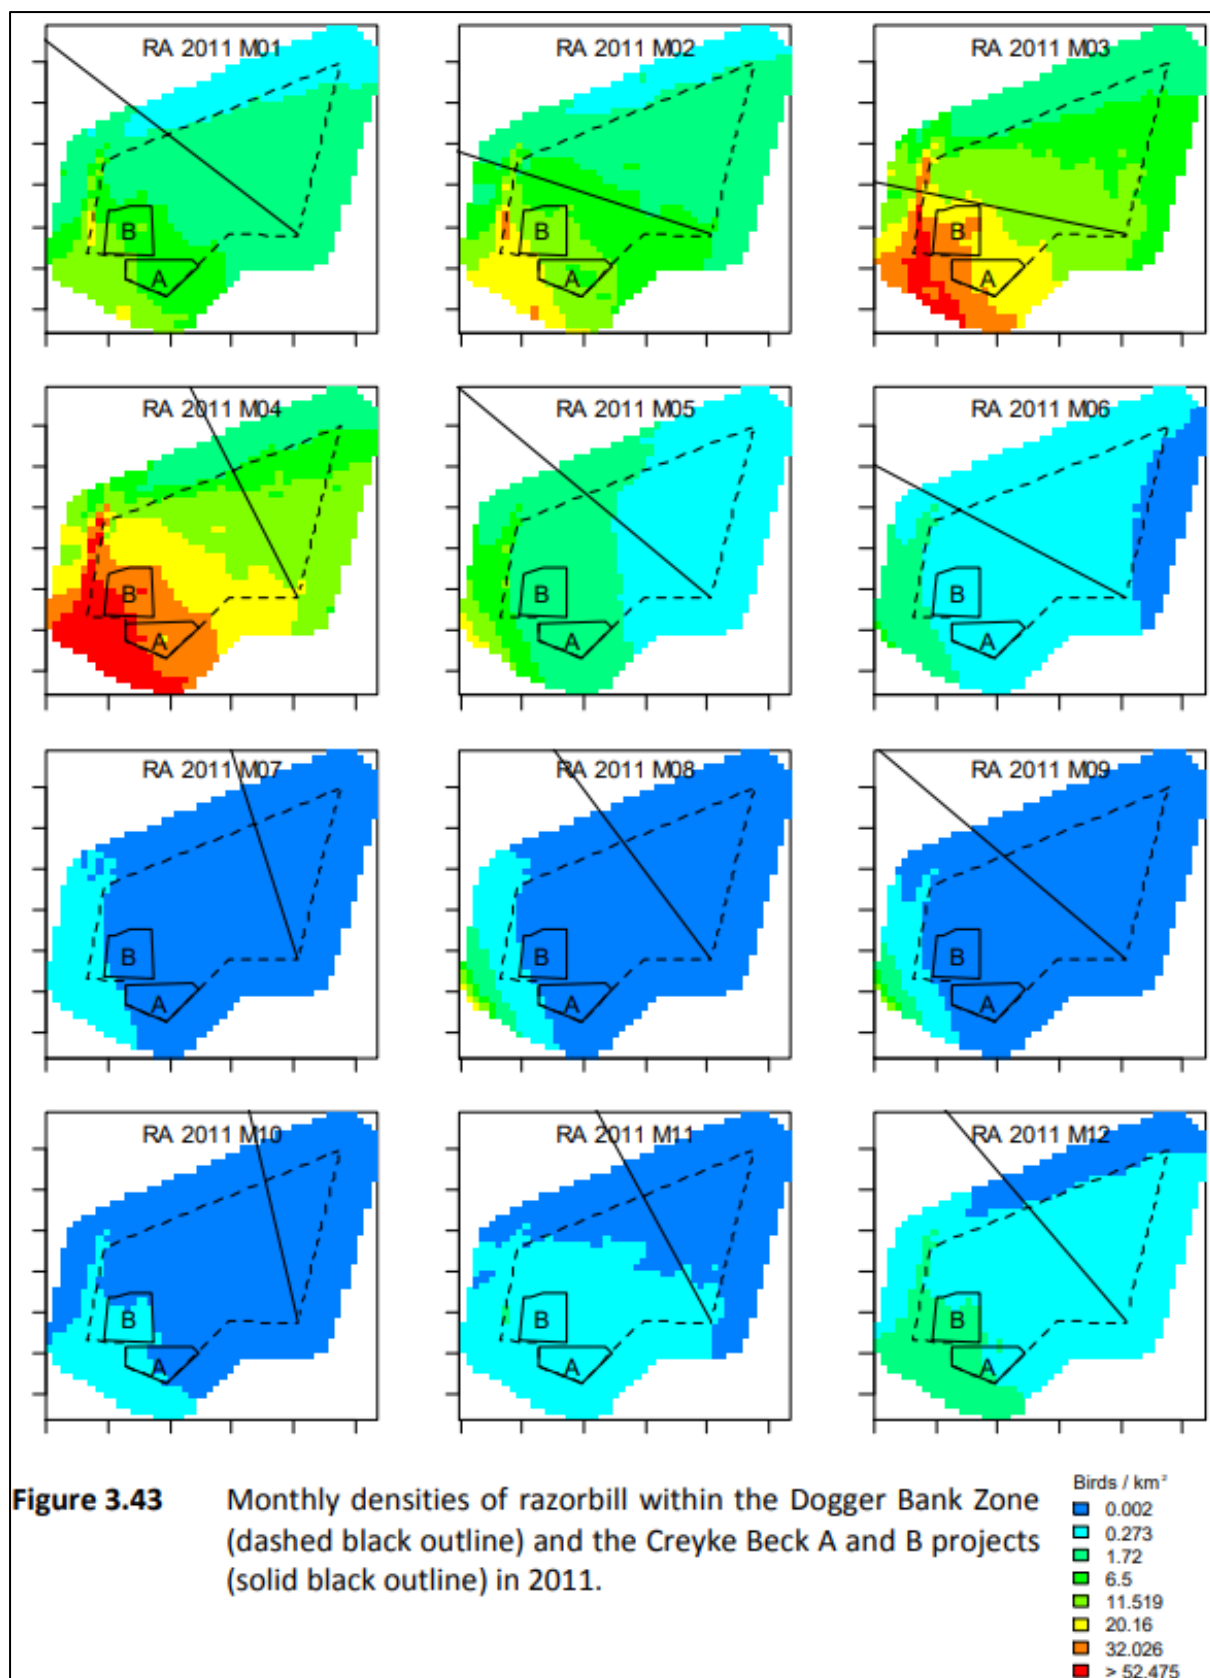 RA 2011 M01
RA 2011 M02
RA 2011 M03
B
A
B
A
B
A
RA 2011 M04
RA 2011 M05
RA 2011 M06
B
A
B
A
B
A
RA 2011 M07
RA 2011 M08
RA 2011 M09
B
A
B
A
B
A
RA 2011 M10
RA 2011 M11
RA 2011 M12
B
A
B
A
B
A
Figure 3.43 Monthly densities of razorbill within the Dogger Bank Zone
(dashed black outline) and the Creyke Beck A and B projects
(solid black outline) in 2011.
Birds / km²
0.002
0.273
1.72
6.5
11.519
20.16
32.026
> 52.475